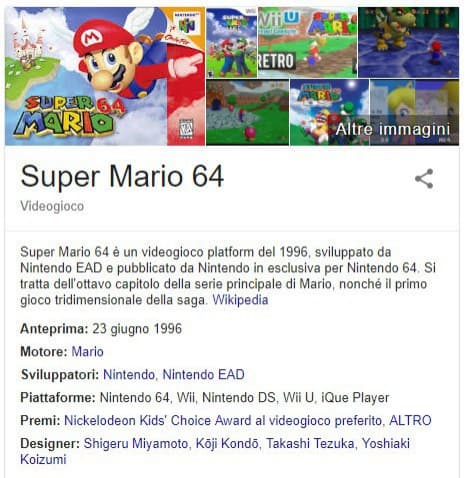 NINTENDO 64
SUPER
MARIO 64
Wii
Wii U
RETRO
Altre immagini
Super Mario 64
Videogioco
Super Mario 64 è un videogioco platform del 1996, sviluppato da
Nintendo EAD e pubblicato da Nintendo in esclusiva per Nintendo 64. Si
tratta dell'ottavo capitolo della serie principale di Mario, nonché il primo
gioco tridimensionale della saga. Wikipedia
Anteprima: 23 giugno 1996
Motore: Mario
Sviluppatori: Nintendo, Nintendo EAD
Piattaforme: Nintendo 64, Wii, Nintendo DS, Wii U, iQue Player
Premi: Nickelodeon Kids' Choice Award al videogioco preferito, ALTRO
Designer: Shigeru Miyamoto, Kōji Kondō, Takashi Tezuka, Yoshiaki
Koizumi